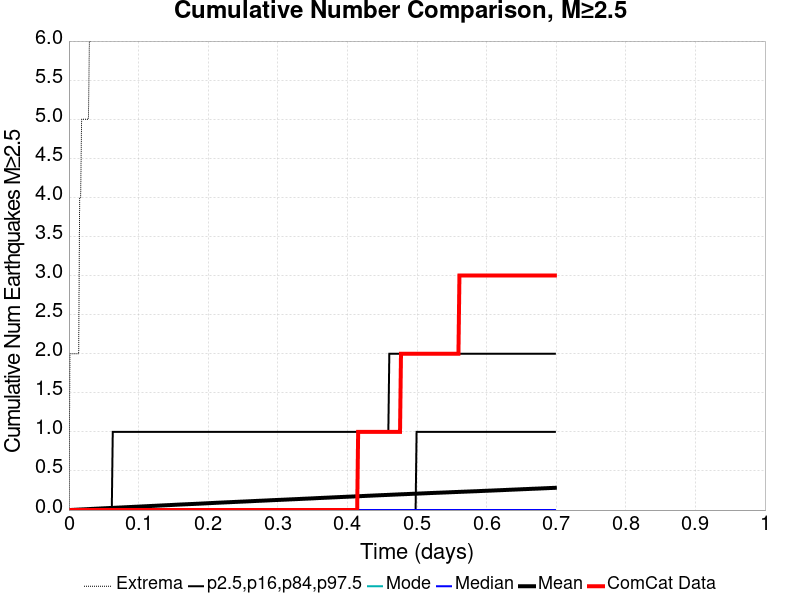 Cumulative Number Comparison, M≥2.5
Cumulative Num Earthquakes M≥2.5
6.0
5.5
5.0
4.5
4.0
3.5
3.0
2.5
2.0
1.5
1.0
0.5
0.0
0 0.1 0.2 0.3 0.4 0.5 0.6 0.7 0.8 0.9 1
Time (days)
Extrema p2.5,p16,p84,p97.5 Mode Median Mean ComCat Data